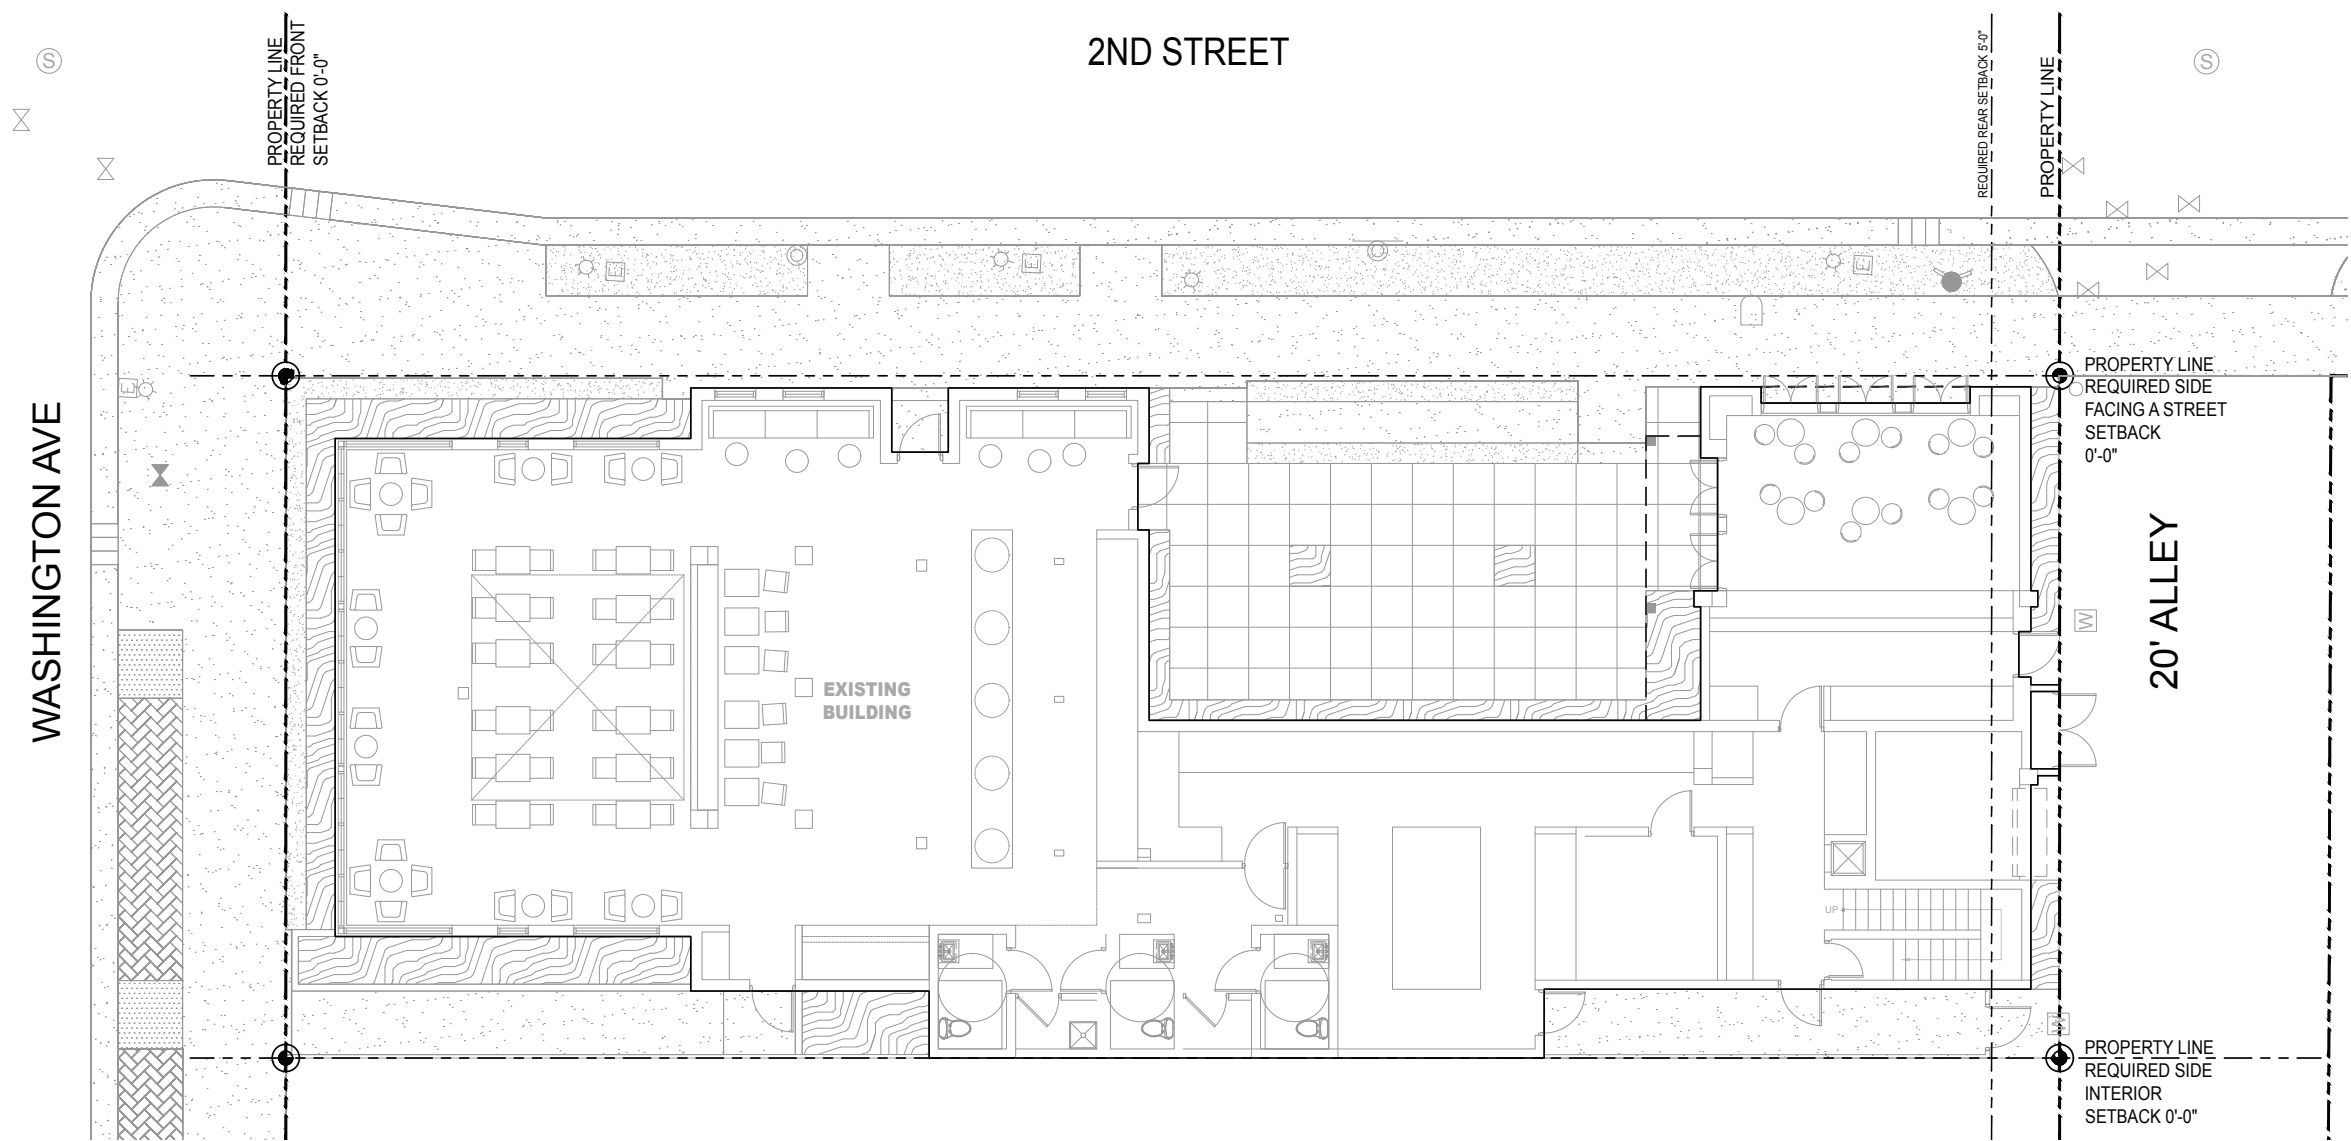 2ND STREET
PROPERTY LINE
REQUIRED FRONT
SETBACK 0'-0"
REQUIRED REAR SETBACK 5'-0"
PROPERTY LINE
S
S
E
E
E
E
PROPERTY LINE
REQUIRED SIDE
FACING A STREET
SETBACK
0'-0"
WASHINGTON AVE
EXISTING
BUILDING
20' ALLEY
W
UP
W
PROPERTY LINE
REQUIRED SIDE
INTERIOR
SETBACK 0'-0"